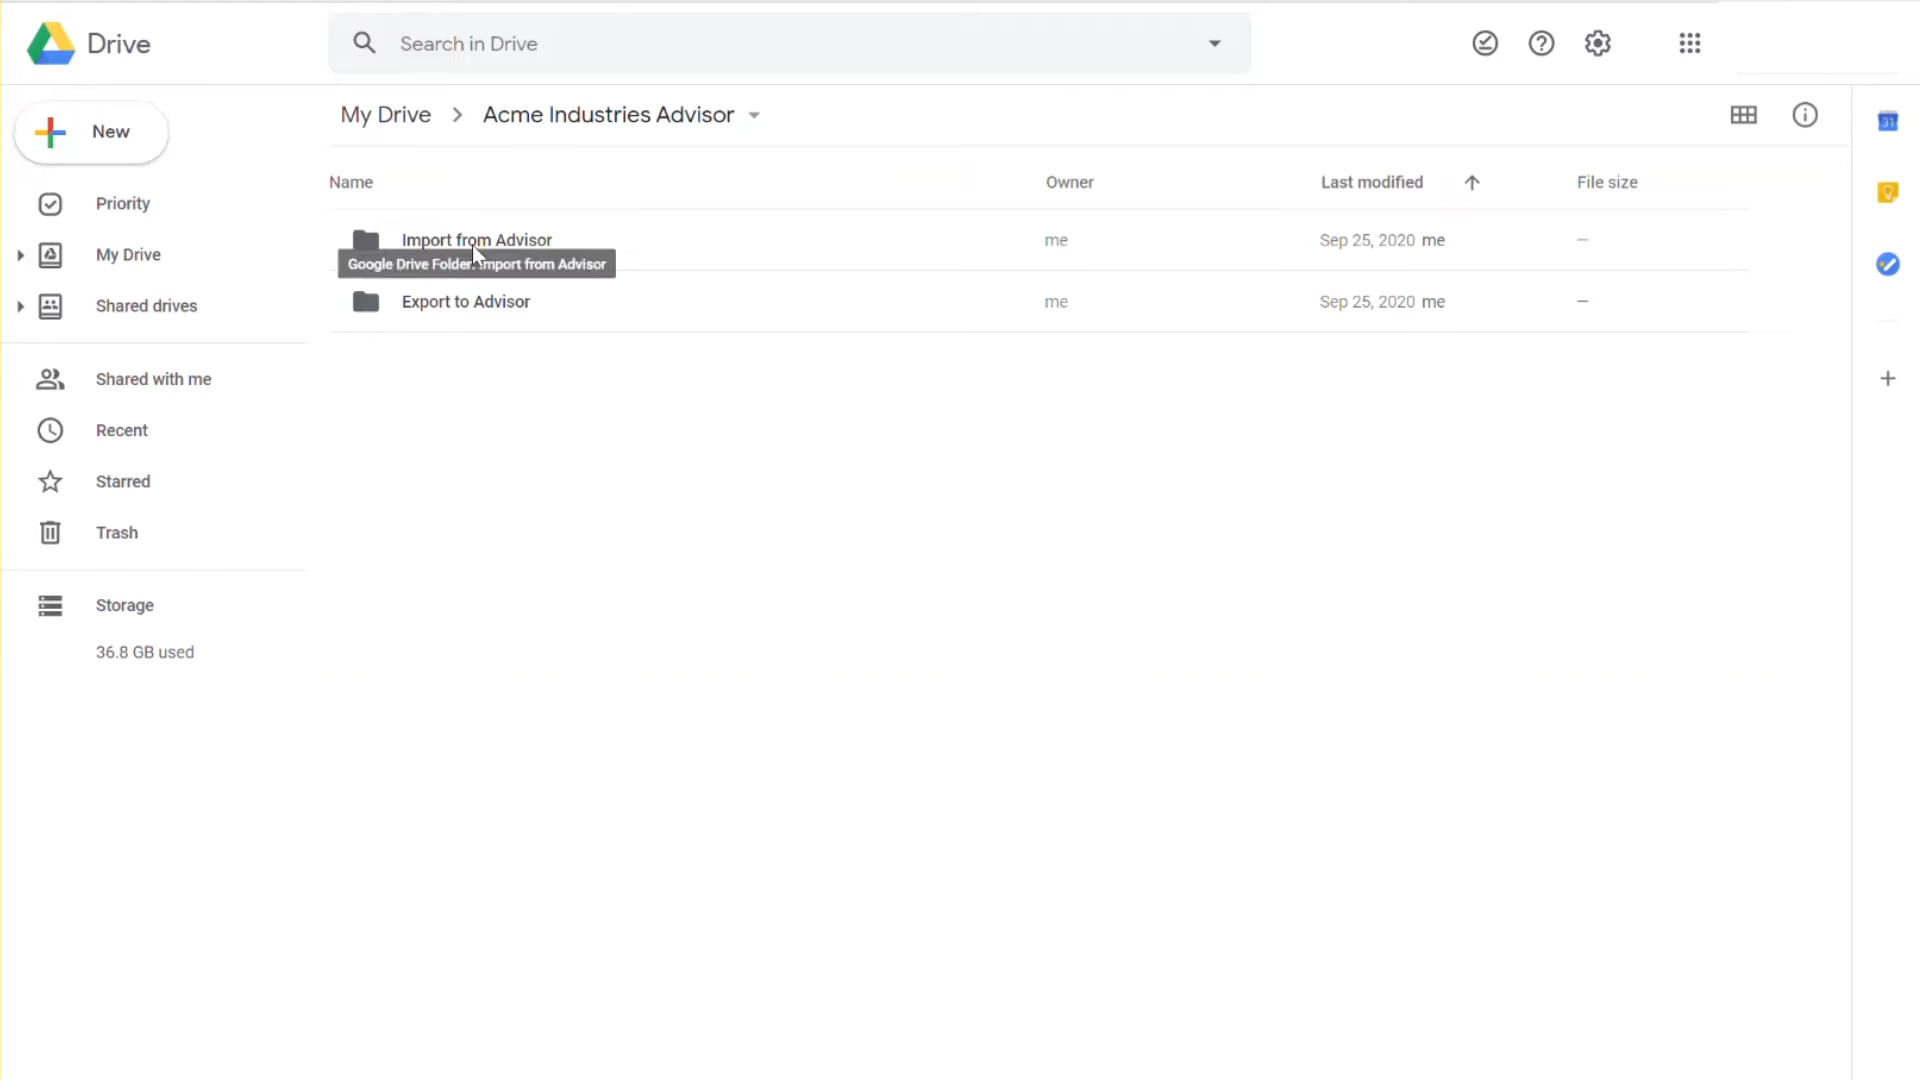 Drive
Search in Drive
New
My Drive > Acme Industries Advisor
Name Owner Last modified File size
Priority
My Drive
Shared drives
Shared with me
Recent
Starred
Trash
Storage
36.8 GB used
Import from Advisor me Sep 25, 2020 me –
Google Drive Folder: Import from Advisor
Export to Advisor me Sep 25, 2020 me –
31